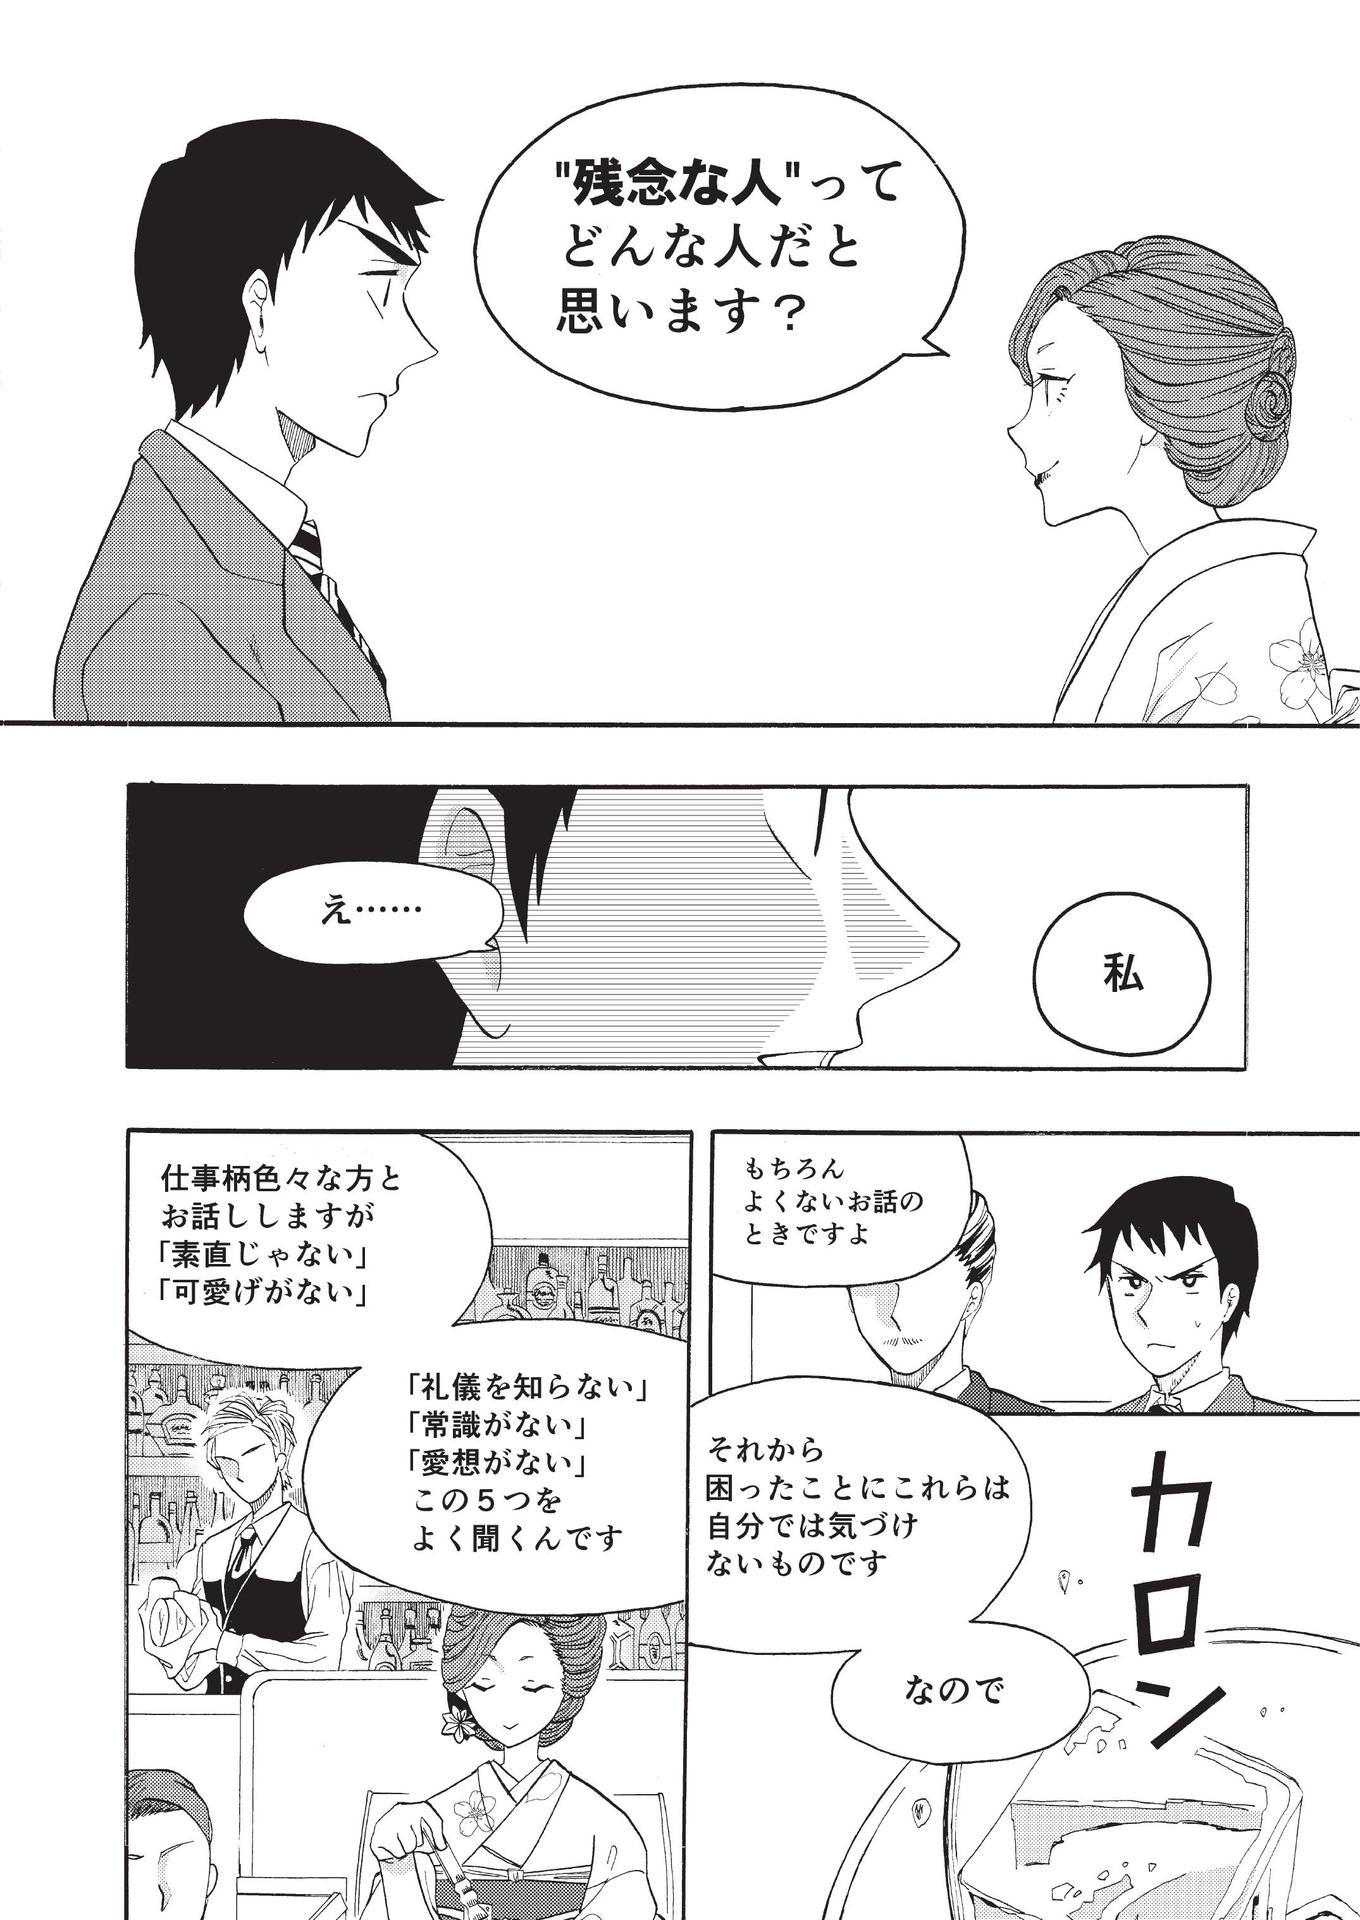 "残念な人"って
どんな人だと
思います？
え……
私
仕事柄色々な方と
お話ししますが
「素直じゃない」
「可愛げがない」
「礼儀を知らない」
「常識がない」
「愛想がない」
この５つを
よく聞くんです
もちろん
よくないお話の
ときですよ
それから
困ったことにこれらは
自分では気づけ
ないものです
なので
カロン